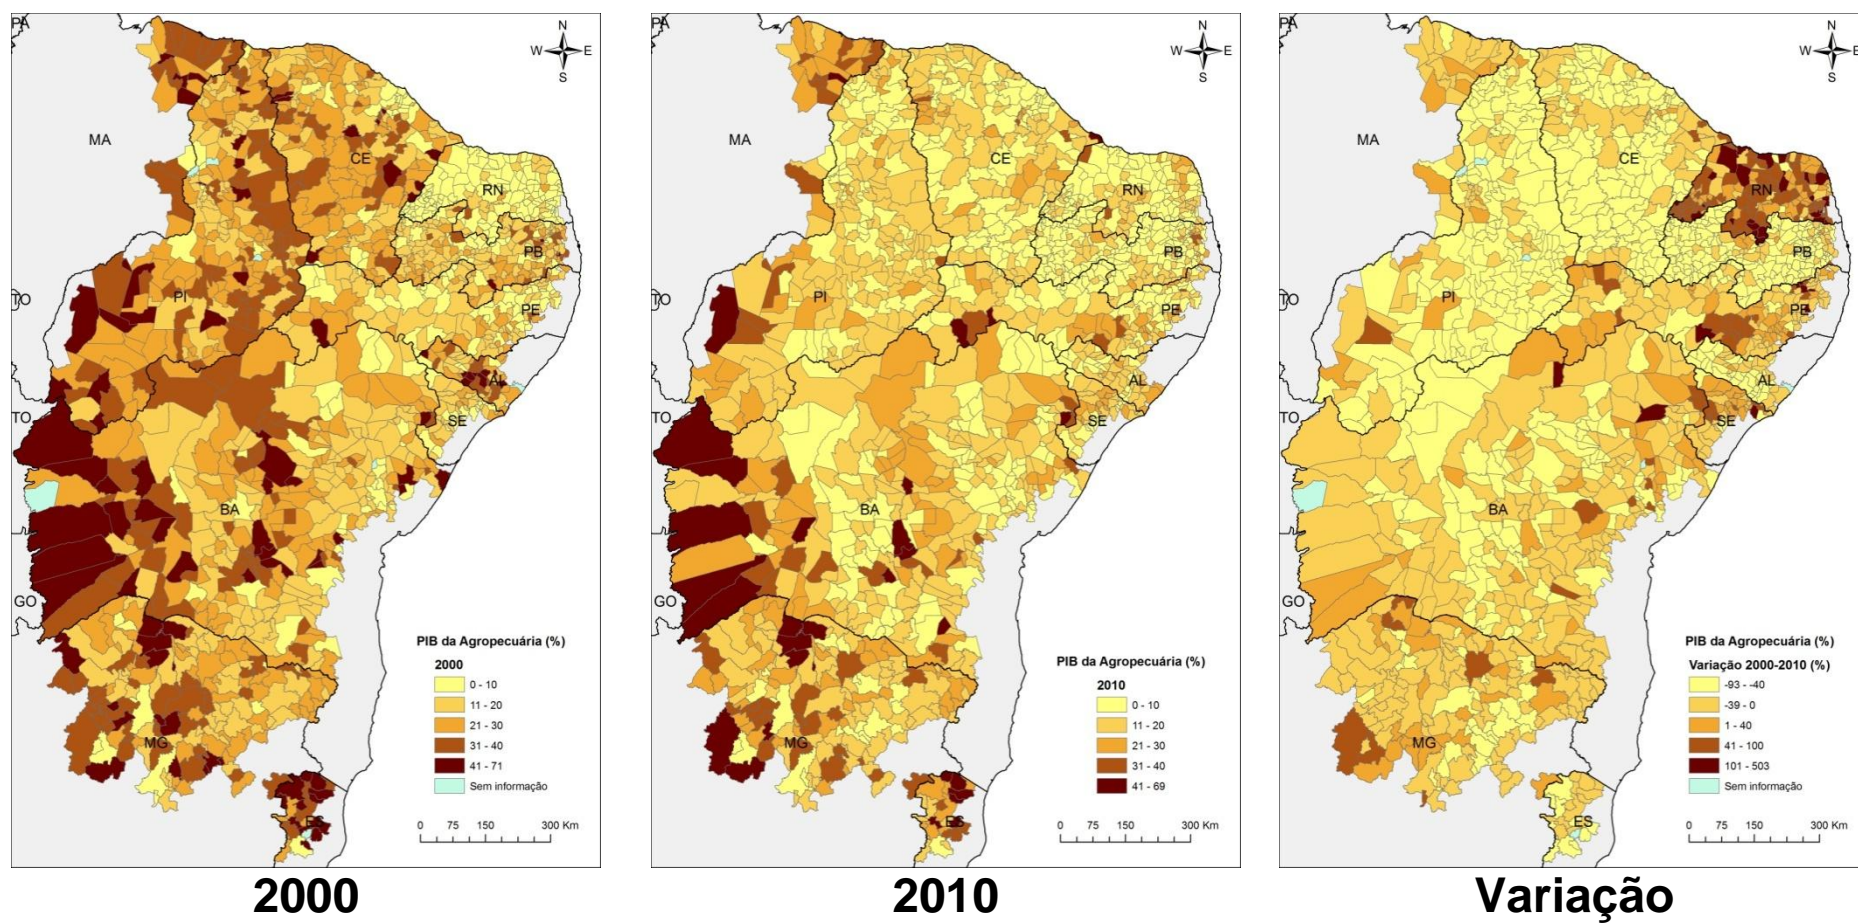 PA
N
W E
S
MA
CE
RN
PB
PI
TO
PE
AL
TO
SE
BA
GO
MG
ES
PIB da Agropecuária (%)
2000
0 - 10
11 - 20
21 - 30
31 - 40
41 - 71
Sem informação
0 75 150 300 Km
2000
PA
N
W E
S
MA
CE
RN
PB
TO
PI
PE
AL
TO
SE
BA
GO
MG
ES
PIB da Agropecuária (%)
2010
0 - 10
11 - 20
21 - 30
31 - 40
41 - 69
0 75 150 300 Km
2010
PA
N
W E
S
MA
CE
RN
PB
TO
PI
PE
AL
TO
SE
BA
GO
MG
ES
PIB da Agropecuária (%)
Variação 2000-2010 (%)
-93 - -40
-39 - 0
1 - 40
41 - 100
101 - 503
Sem informação
0 75 150 300 Km
Variação